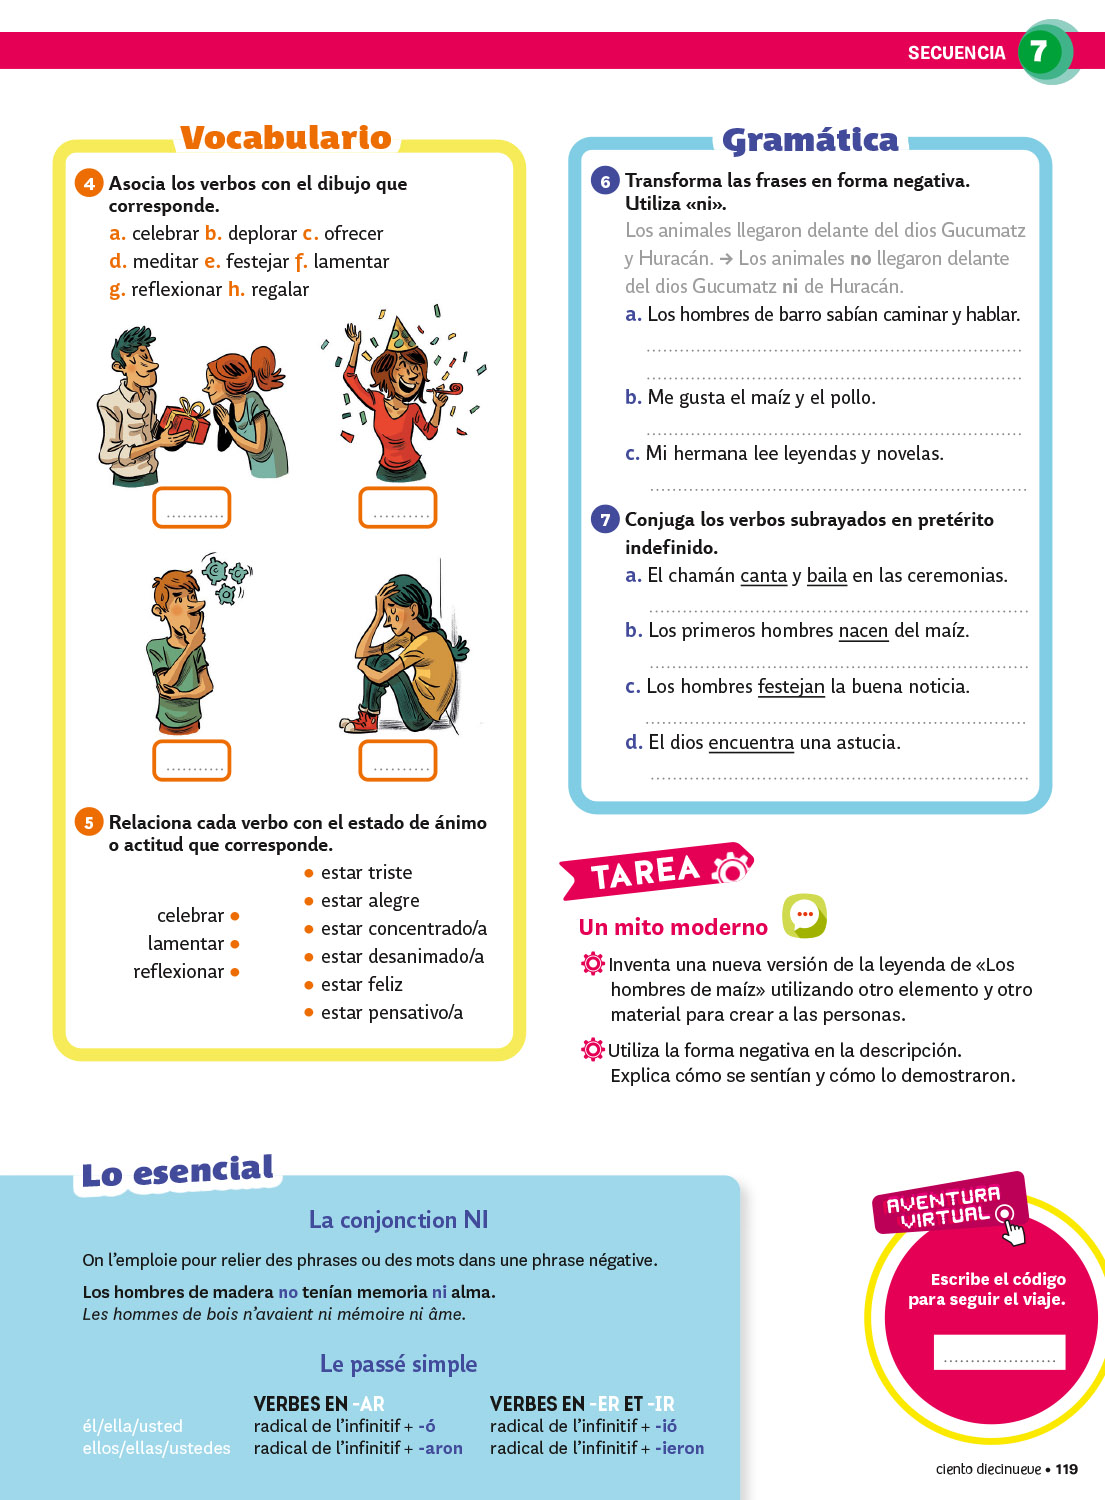 SECUENCIA 7
Vocabulario
4 Asocia los verbos con el dibujo que
corresponde.
a. celebrar b. deplorar c. ofrecer
d. meditar e. festejar f. lamentar
g. reflexionar h. regalar
...........
..........
...........
..........
5 Relaciona cada verbo con el estado de ánimo
o actitud que corresponde.
celebrar •
lamentar •
reflexionar •
• estar triste
• estar alegre
• estar concentrado/a
• estar desanimado/a
• estar feliz
• estar pensativo/a
Gramática
6 Transforma las frases en forma negativa.
Utiliza «ni».
Los animales llegaron delante del dios Gucumatz
y Huracán. → Los animales no llegaron delante
del dios Gucumatz ni de Huracán.
a. Los hombres de barro sabían caminar y hablar.
b. Me gusta el maíz y el pollo.
c. Mi hermana lee leyendas y novelas.
7 Conjuga los verbos subrayados en pretérito
indefinido.
a. El chamán canta y baila en las ceremonias.
b. Los primeros hombres nacen del maíz.
c. Los hombres festejan la buena noticia.
d. El dios encuentra una astucia.
TAREA
Un mito moderno
Inventa una nueva versión de la leyenda de «Los
hombres de maíz» utilizando otro elemento y otro
material para crear a las personas.
Utiliza la forma negativa en la descripción.
Explica cómo se sentían y cómo lo demostraron.
Lo esencial
La conjonction NI
On l'emploie pour relier des phrases ou des mots dans une phrase négative.
Los hombres de madera no tenían memoria ni alma.
Les hommes de bois n'avaient ni mémoire ni âme.
Le passé simple
VERBES EN -AR VERBES EN -ER ET -IR
él/ella/usted radical de l'infinitif + -ó radical de l'infinitif + -ió
ellos/ellas/ustedes radical de l'infinitif + -aron radical de l'infinitif + -ieron
AVENTURA
VIRTUAL
Escribe el código
para seguir el viaje.
.....................
ciento diecinueve • 119